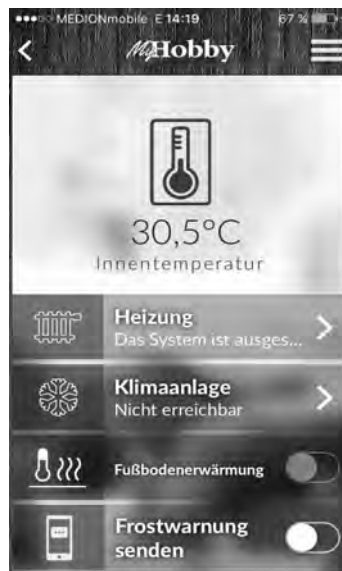 MEDIONmobile E 14:19 67 %
MyHobby
30,5°C
Innentemperatur
Heizung
Das System ist ausges...
Klimaanlage
Nicht erreichbar
Fußbodenerwärmung
Frostwarnung
senden